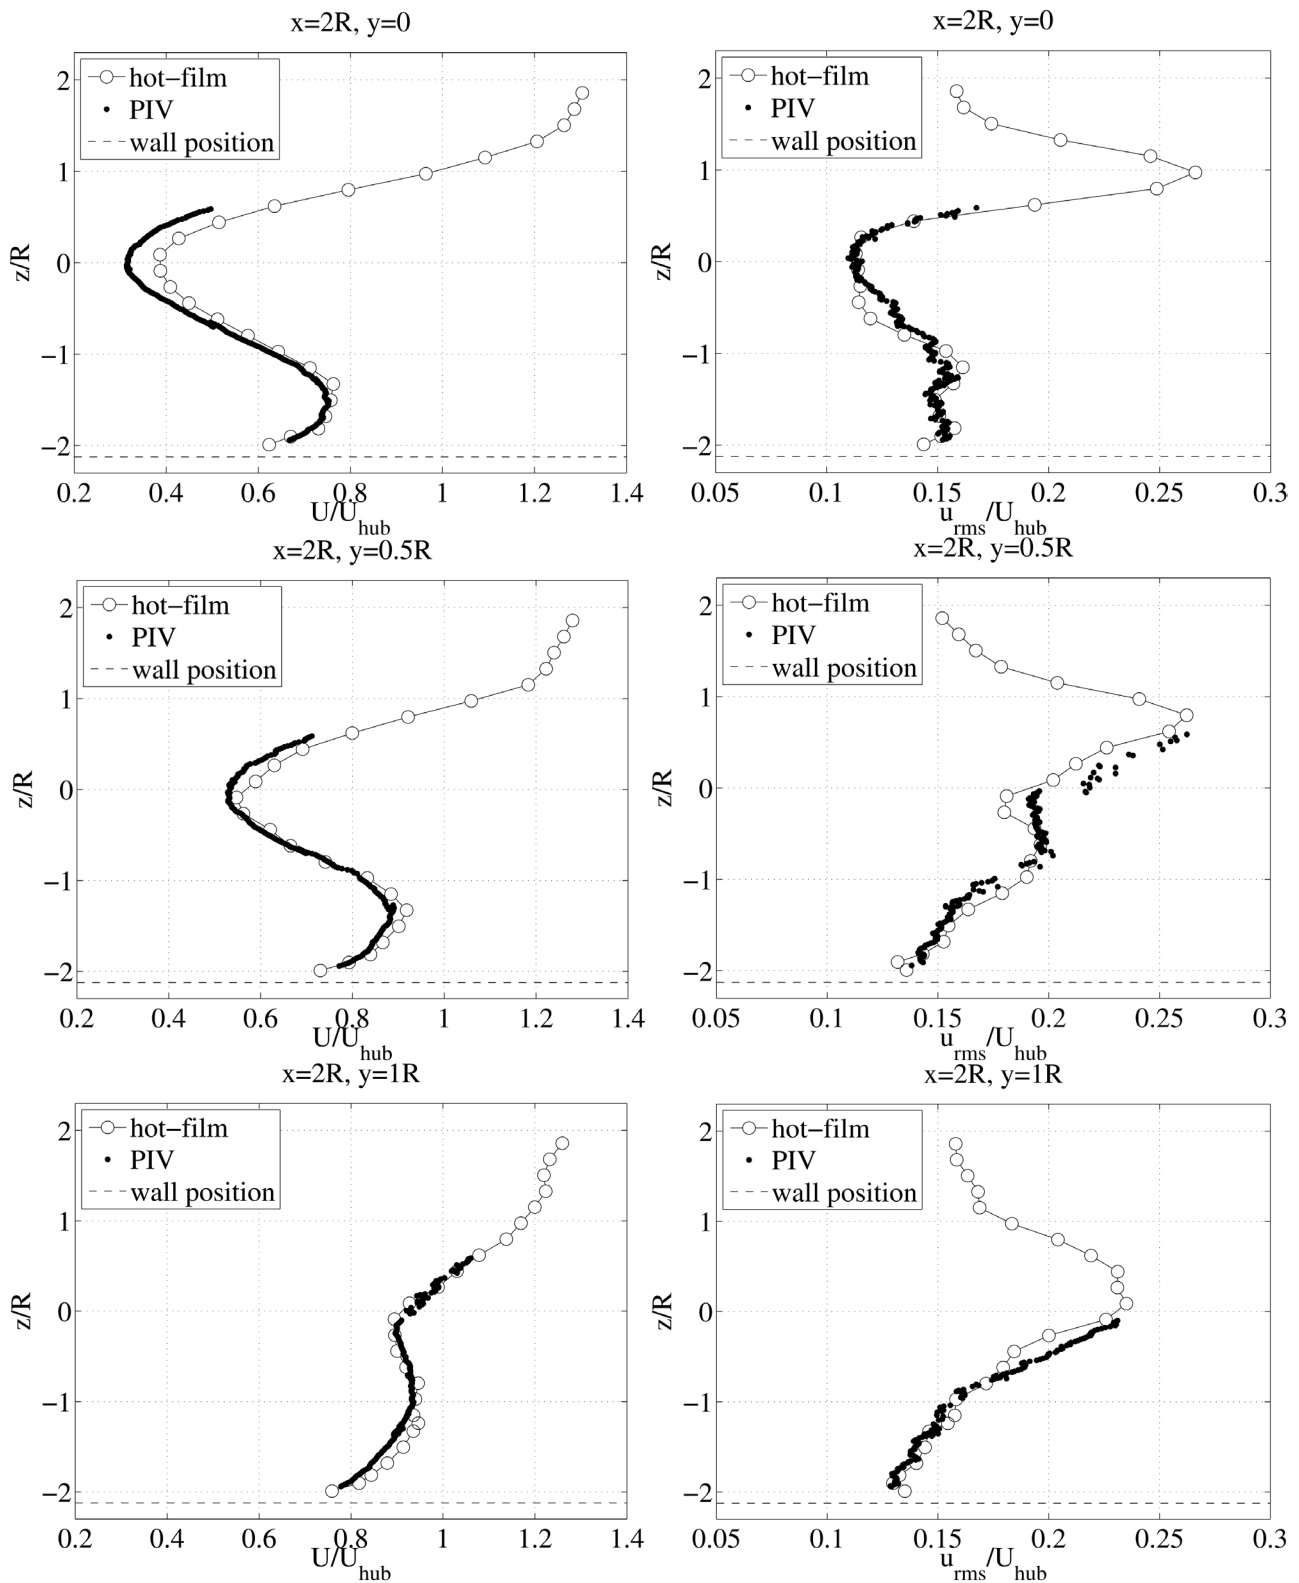 x=2R, y=0
hot−film
PIV
wall position
2
1
0
−1
−2
z/R
0.2 0.4 0.6 0.8 1 1.2 1.4
U/U_hub
x=2R, y=0
hot−film
PIV
wall position
2
1
0
−1
−2
z/R
0.05 0.1 0.15 0.2 0.25 0.3
u_rms/U_hub
x=2R, y=0.5R
hot−film
PIV
wall position
2
1
0
−1
−2
z/R
0.2 0.4 0.6 0.8 1 1.2 1.4
U/U_hub
x=2R, y=0.5R
hot−film
PIV
wall position
2
1
0
−1
−2
z/R
0.05 0.1 0.15 0.2 0.25 0.3
u_rms/U_hub
x=2R, y=1R
hot−film
PIV
wall position
2
1
0
−1
−2
z/R
0.2 0.4 0.6 0.8 1 1.2 1.4
U/U_hub
x=2R, y=1R
hot−film
PIV
wall position
2
1
0
−1
−2
z/R
0.05 0.1 0.15 0.2 0.25 0.3
u_rms/U_hub